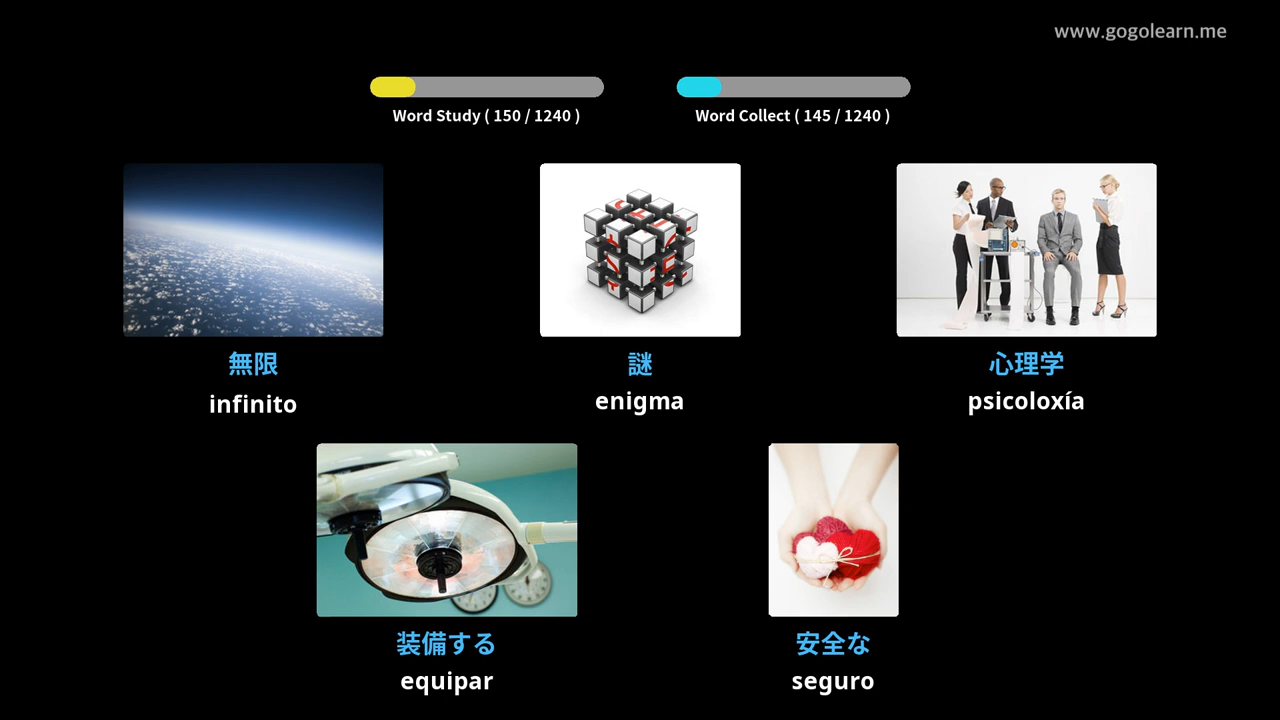 www.gogolearn.me
Word Study ( 150 / 1240 )
Word Collect ( 145 / 1240 )
無限
infinito
謎
enigma
心理学
psicoloxía
装備する
equipar
安全な
seguro